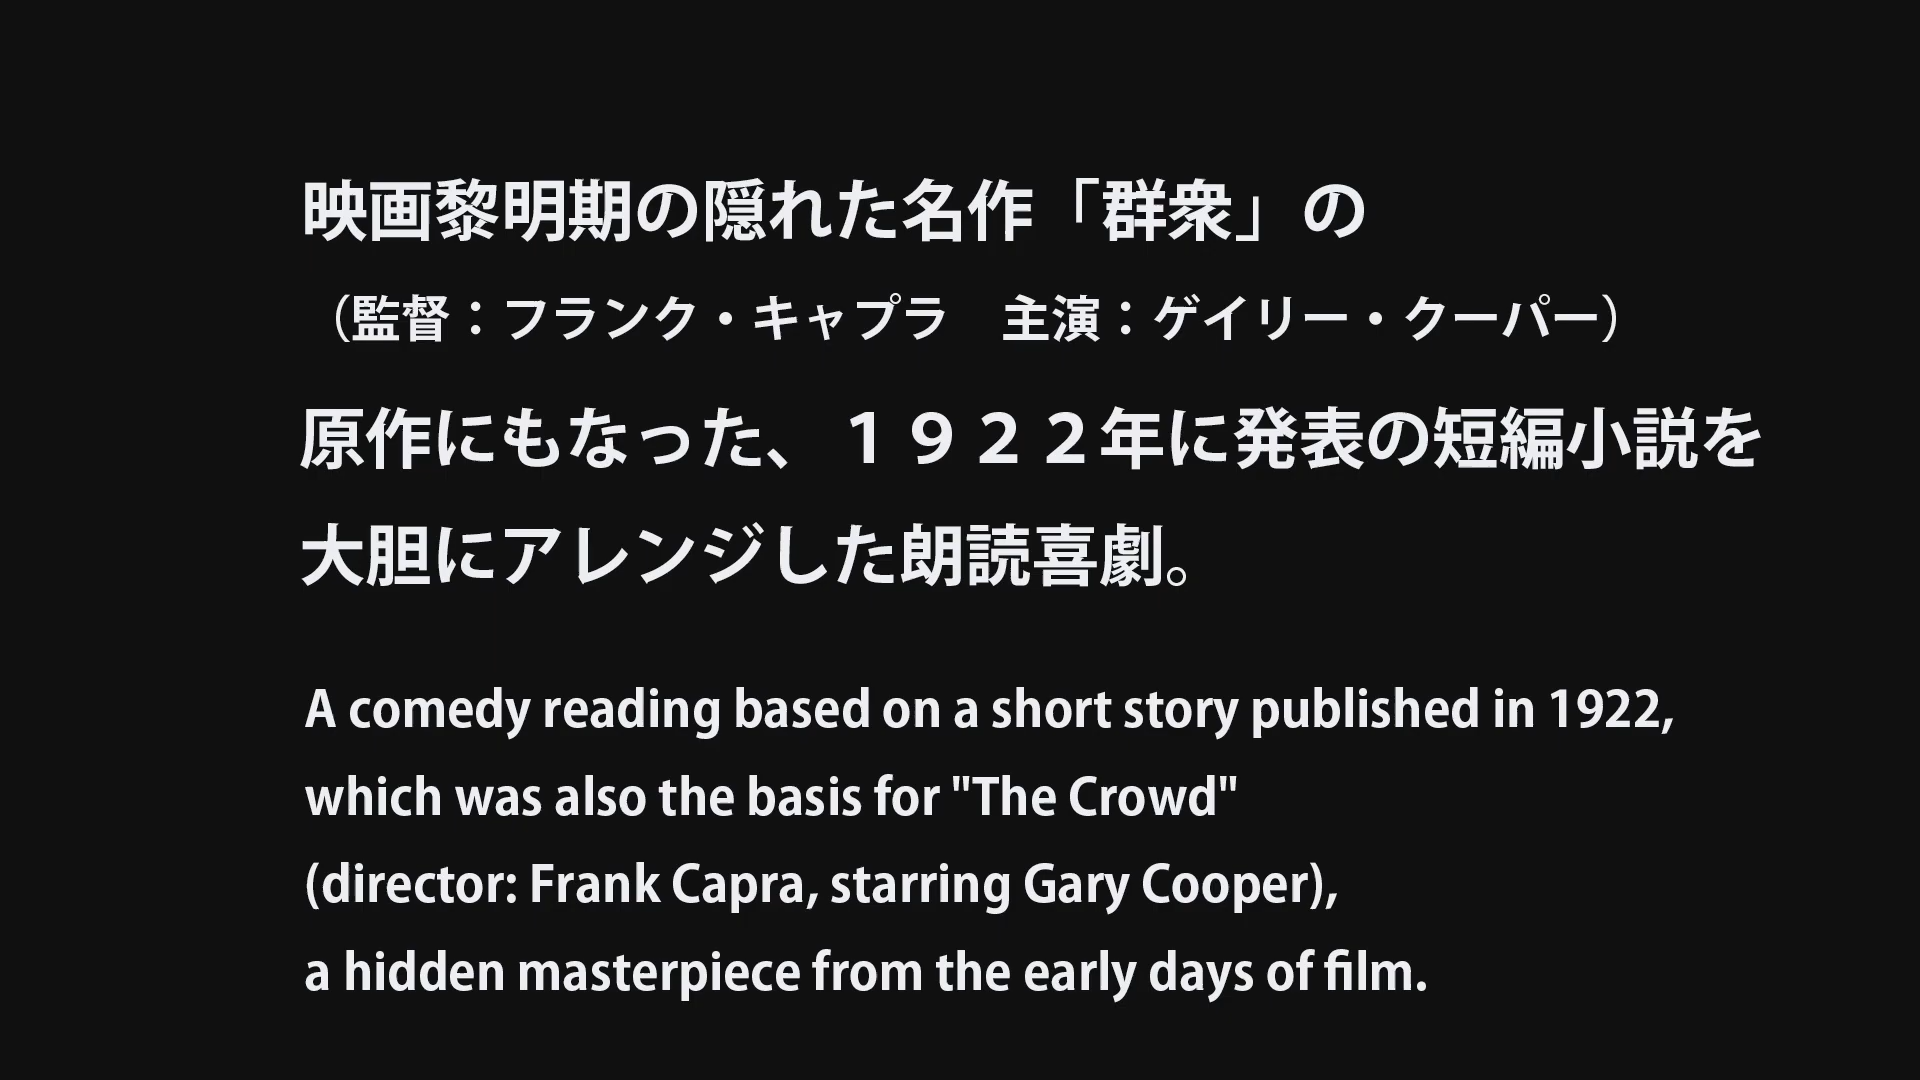 映画黎明期の隠れた名作「群衆」の
（監督：フランク・キャプラ　主演：ゲイリー・クーパー）
原作にもなった、１９２２年に発表の短編小説を
大胆にアレンジした朗読喜劇。
A comedy reading based on a short story published in 1922,
which was also the basis for "The Crowd"
(director: Frank Capra, starring Gary Cooper),
a hidden masterpiece from the early days of film.